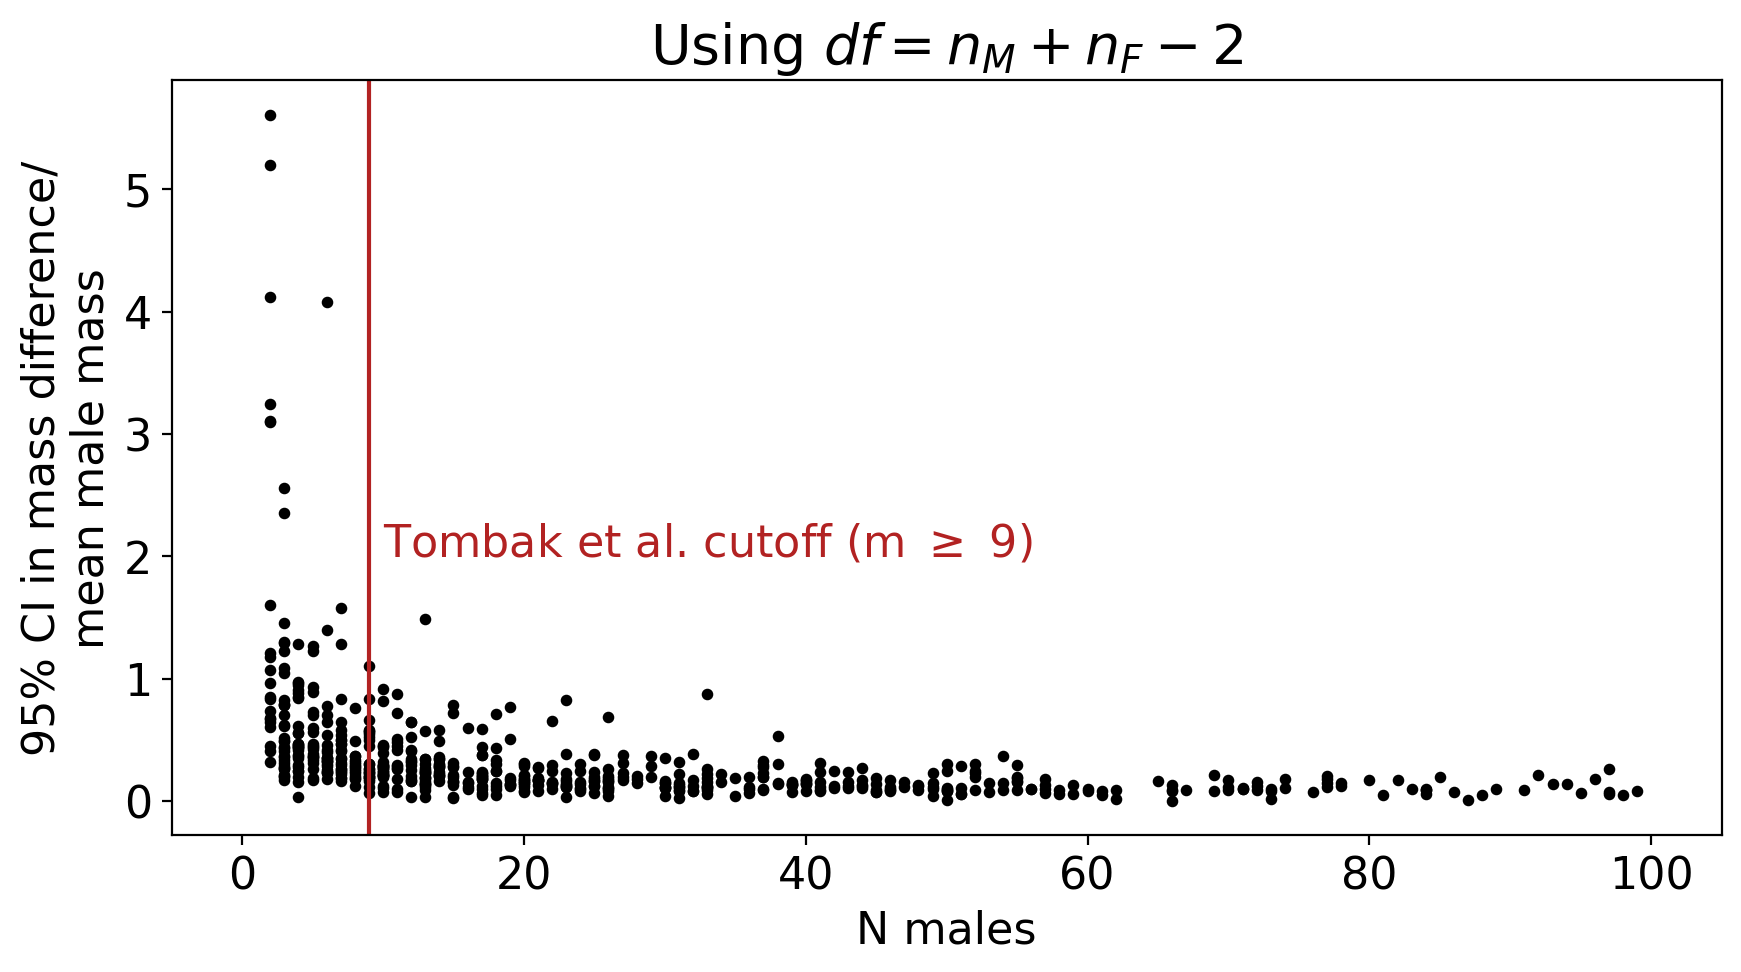 Using df = n_M + n_F − 2
95% CI in mass difference/
mean male mass
5
4
3
2
1
0
Tombak et al. cutoff (m ≥ 9)
0 20 40 60 80 100
N males